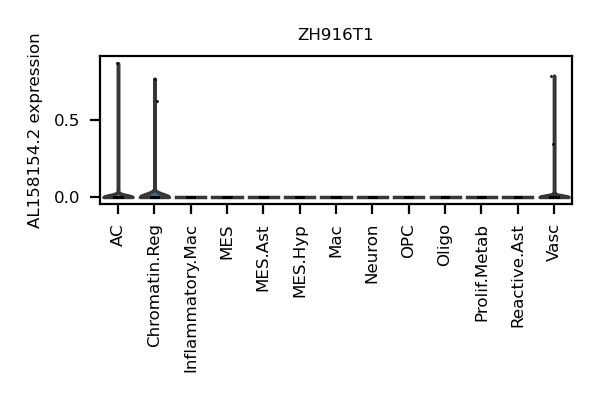 ZH916T1
AL158154.2 expression
0.5
0.0
AC
Chromatin.Reg
Inflammatory.Mac
MES
MES.Ast
MES.Hyp
Mac
Neuron
OPC
Oligo
Prolif.Metab
Reactive.Ast
Vasc